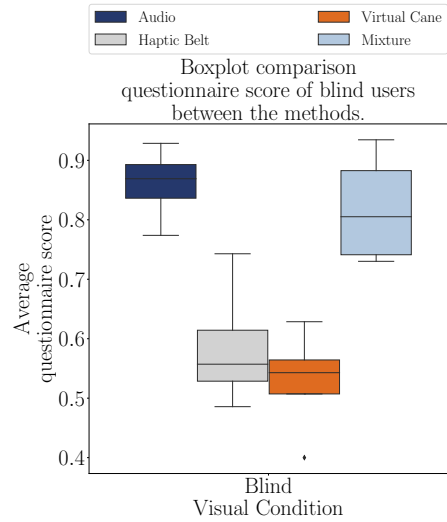 Audio
Haptic Belt
Virtual Cane
Mixture
Boxplot comparison
questionnaire score of blind users
between the methods.
Average
questionnaire score
0.9
0.8
0.7
0.6
0.5
0.4
Blind
Visual Condition